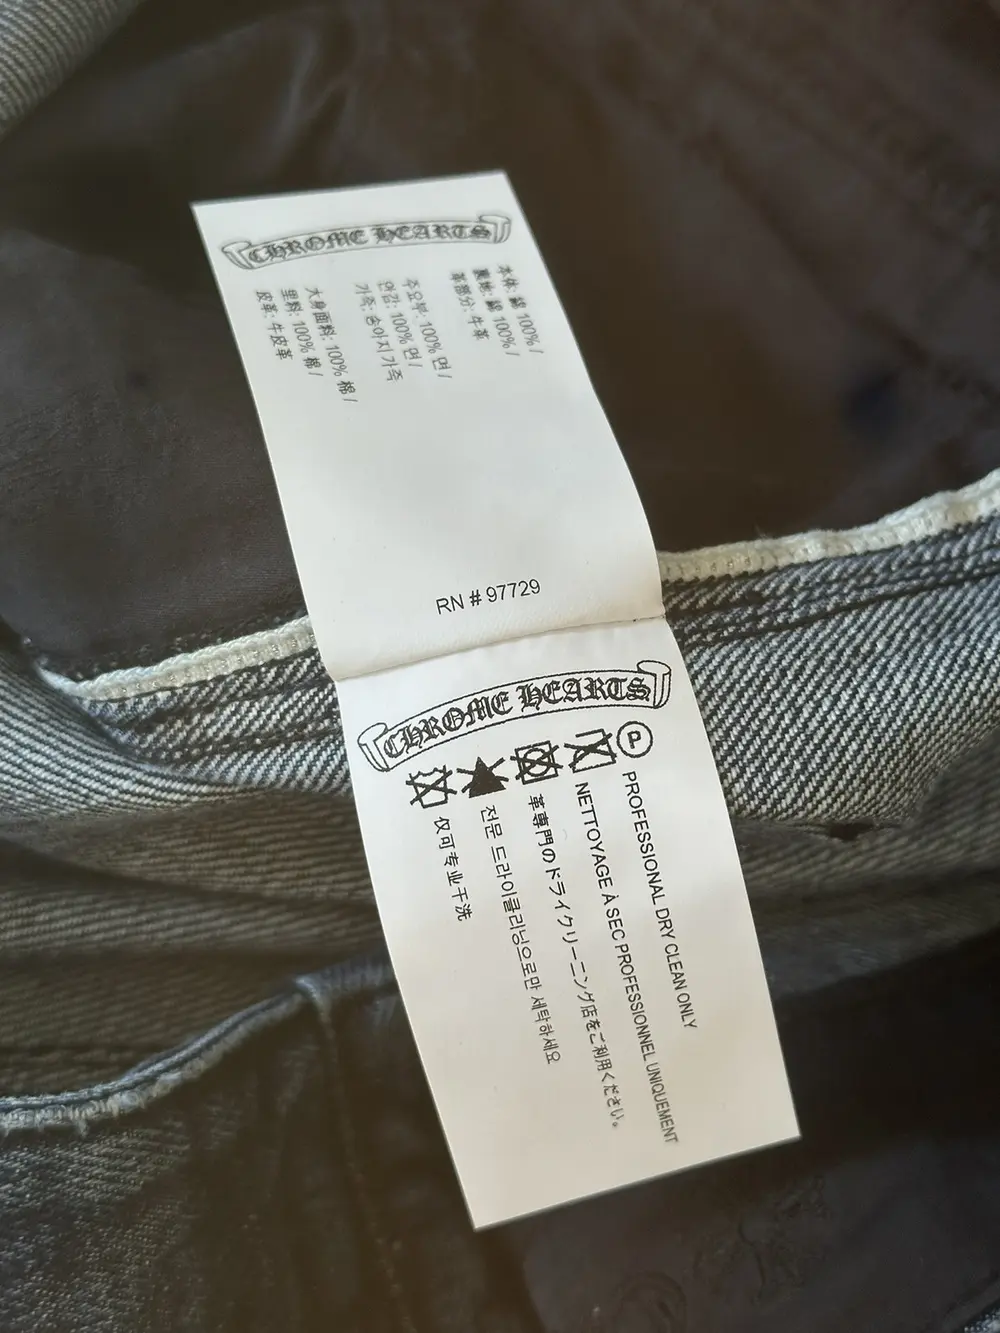 CHROME HEARTS
本体: 綿 100% /
裏地: 綿 100% /
革部分: 牛革
주요부: 100% 면 /
안감: 100% 면 /
가죽: 송아지 가죽
大身面料: 100% 棉 /
里料: 100% 棉 /
皮革: 牛皮革
RN # 97729
CHROME HEARTS
P
PROFESSIONAL DRY CLEAN ONLY
NETTOYAGE À SEC PROFESSIONNEL UNIQUEMENT
革専門のドライクリーニング店をご利用ください。
전문 드라이클리닝으로만 세탁하세요
仅可专业干洗